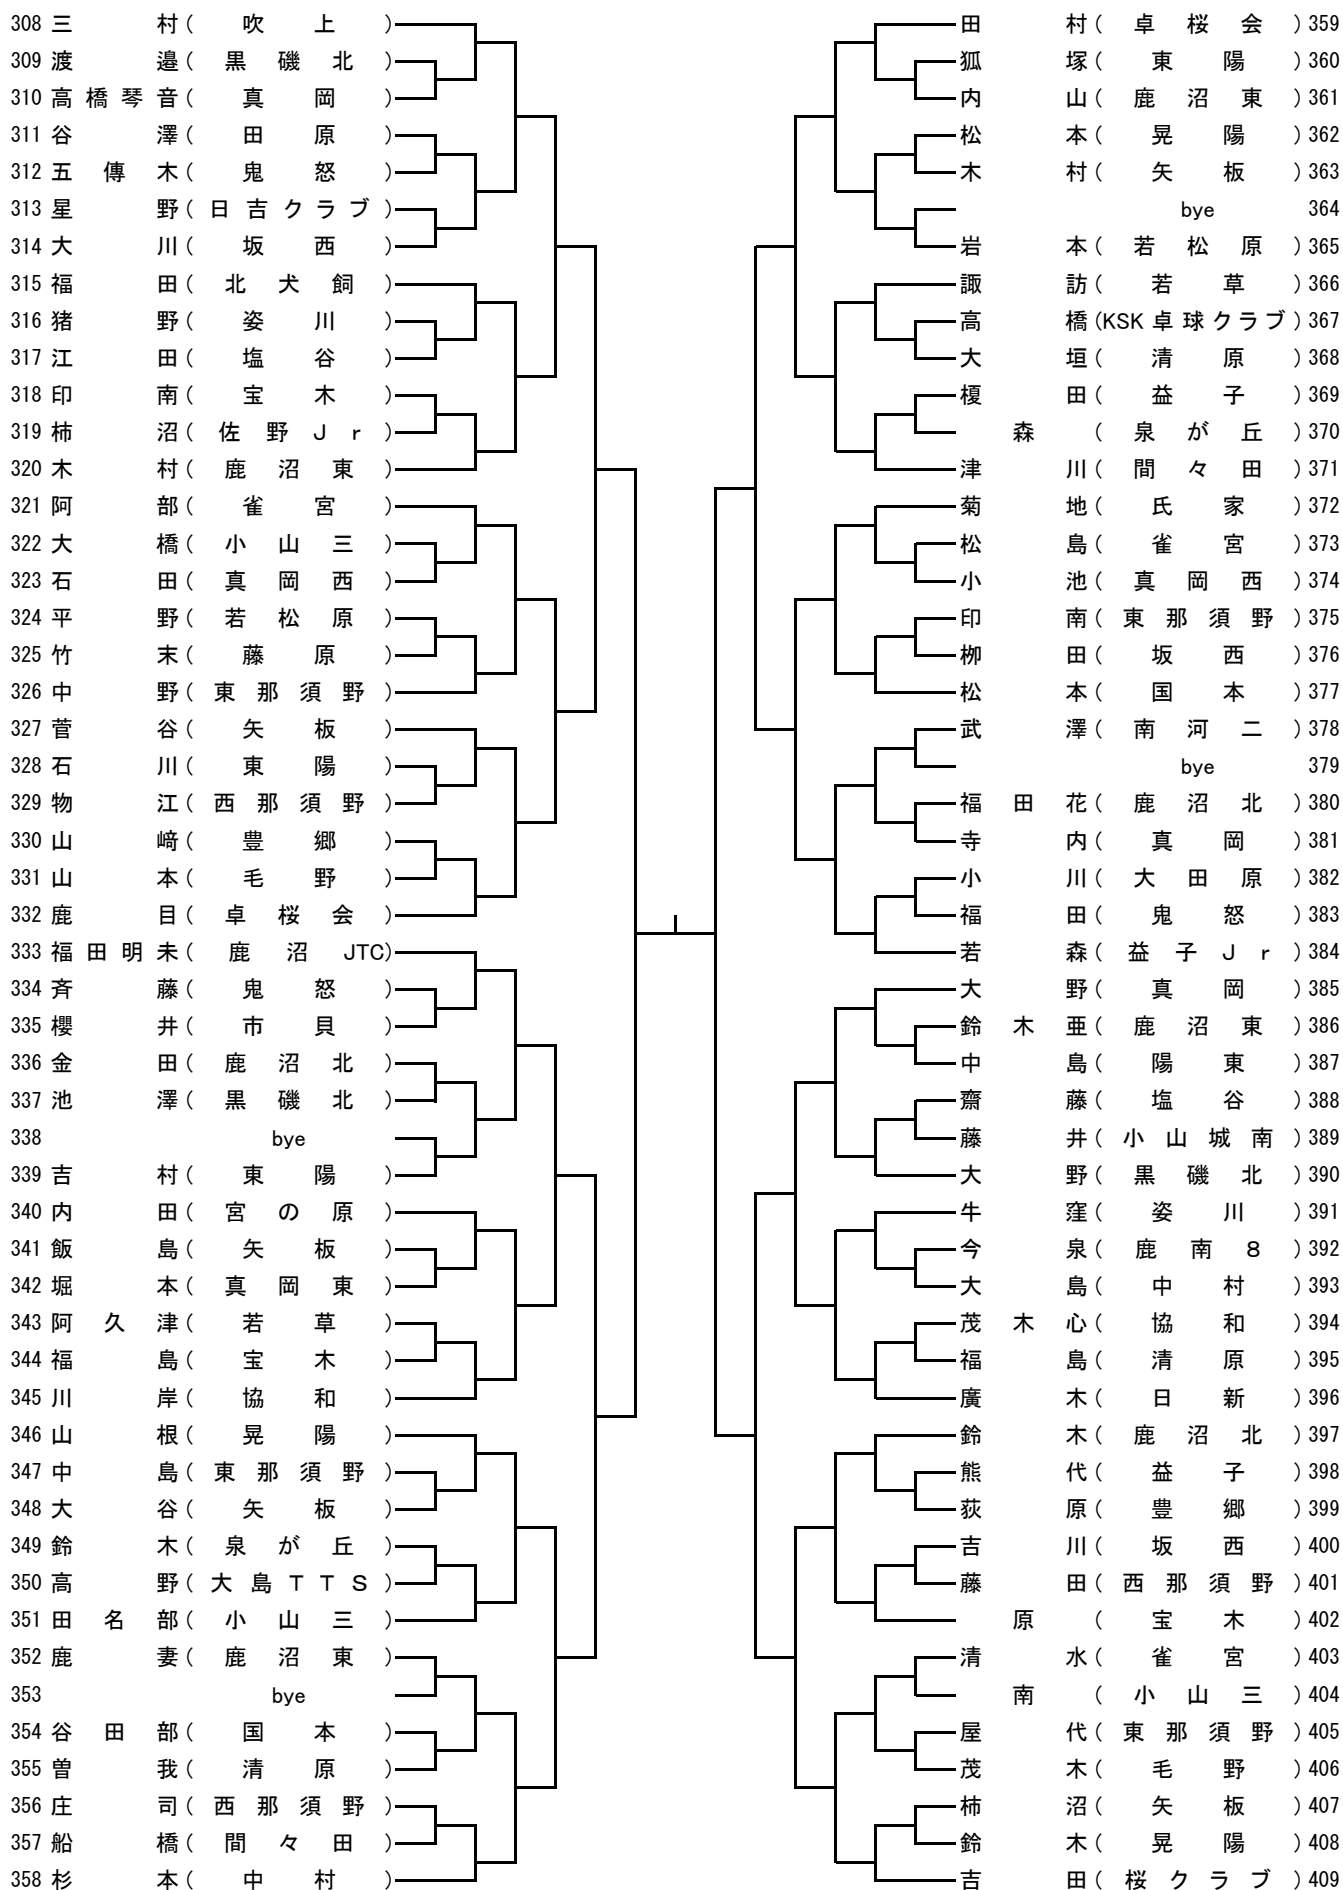 308 三村(吹上)
309 渡邉(黒磯北)
310 高橋琴音(真岡)
311 谷澤(田原)
312 五傳木(鬼怒)
313 星野(日吉クラブ)
314 大川(坂西)
315 福田(北犬飼)
316 猪野(姿川)
317 江田(塩谷)
318 印南(宝木)
319 柿沼(佐野Jr)
320 木村(鹿沼東)
321 阿部(雀宮)
322 大橋(小山三)
323 石田(真岡西)
324 平野(若松原)
325 竹末(藤原)
326 中野(東那須野)
327 菅谷(矢板)
328 石川(東陽)
329 物江(西那須野)
330 山﨑(豊郷)
331 山本(毛野)
332 鹿目(卓桜会)
333 福田明未(鹿沼JTC)
334 斉藤(鬼怒)
335 櫻井(市貝)
336 金田(鹿沼北)
337 池澤(黒磯北)
338 bye
339 吉村(東陽)
340 内田(宮の原)
341 飯島(矢板)
342 堀本(真岡東)
343 阿久津(若草)
344 福島(宝木)
345 川岸(協和)
346 山根(晃陽)
347 中島(東那須野)
348 大谷(矢板)
349 鈴木(泉が丘)
350 高野(大島TTS)
351 田名部(小山三)
352 鹿妻(鹿沼東)
353 bye
354 谷田部(国本)
355 曽我(清原)
356 庄司(西那須野)
357 船橋(間々田)
358 杉本(中村)
田村(卓桜会)359
狐塚(東陽)360
内山(鹿沼東)361
松本(晃陽)362
木村(矢板)363
bye 364
岩本(若松原)365
諏訪(若草)366
高橋(KSK卓球クラブ)367
大垣(清原)368
榎田(益子)369
森(泉が丘)370
津川(間々田)371
菊地(氏家)372
松島(雀宮)373
小池(真岡西)374
印南(東那須野)375
栁田(坂西)376
松本(国本)377
武澤(南河二)378
bye 379
福田花(鹿沼北)380
寺内(真岡)381
小川(大田原)382
福田(鬼怒)383
若森(益子Jr)384
大野(真岡)385
鈴木亜(鹿沼東)386
中島(陽東)387
齋藤(塩谷)388
藤井(小山城南)389
大野(黒磯北)390
牛窪(姿川)391
今泉(鹿南8)392
大島(中村)393
茂木心(協和)394
福島(清原)395
廣木(日新)396
鈴木(鹿沼北)397
熊代(益子)398
荻原(豊郷)399
吉川(坂西)400
藤田(西那須野)401
原(宝木)402
清水(雀宮)403
南(小山三)404
屋代(東那須野)405
茂木(毛野)406
柿沼(矢板)407
鈴木(晃陽)408
吉田(桜クラブ)409